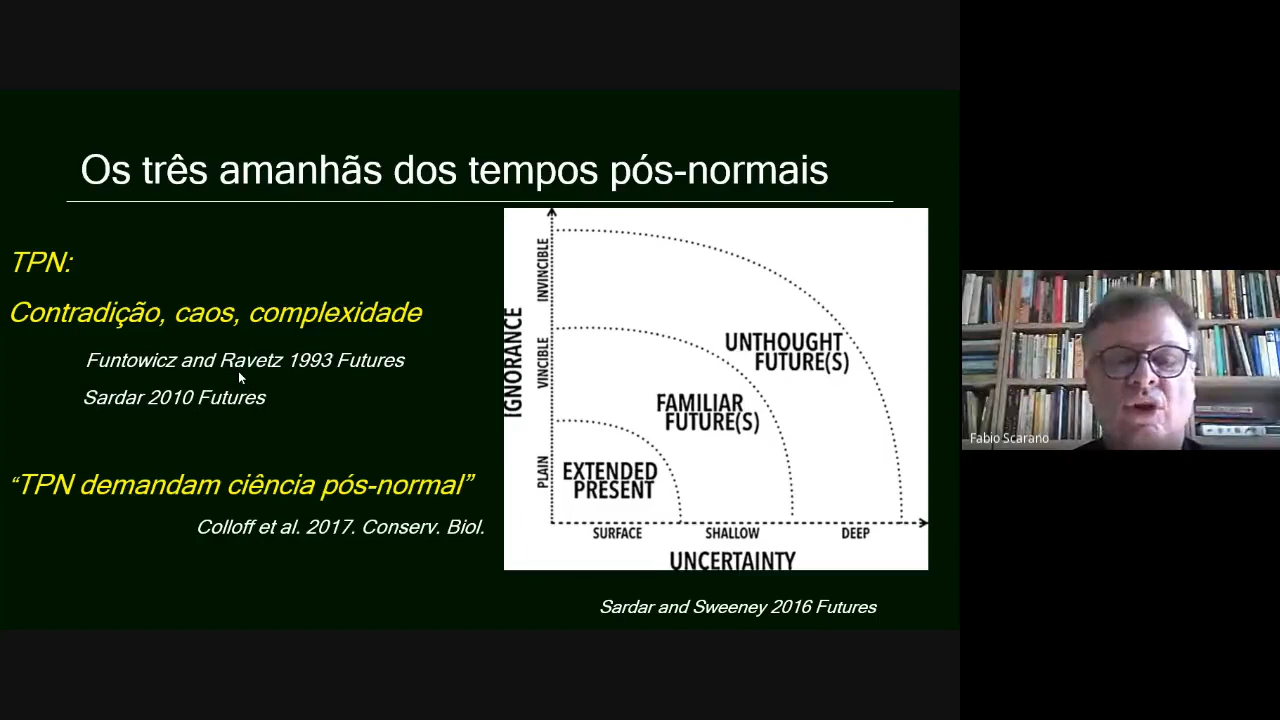 Os três amanhãs dos tempos pós-normais
TPN:
Contradição, caos, complexidade
Funtowicz and Ravetz 1993 Futures
Sardar 2010 Futures
“TPN demandam ciência pós-normal”
Colloff et al. 2017. Conserv. Biol.
IGNORANCE
INVINCIBLE
VINCIBLE
PLAIN
UNTHOUGHT
FUTURE(S)
FAMILIAR
FUTURE(S)
EXTENDED
PRESENT
SURFACE
SHALLOW
DEEP
UNCERTAINTY
Sardar and Sweeney 2016 Futures
Fabio Scarano